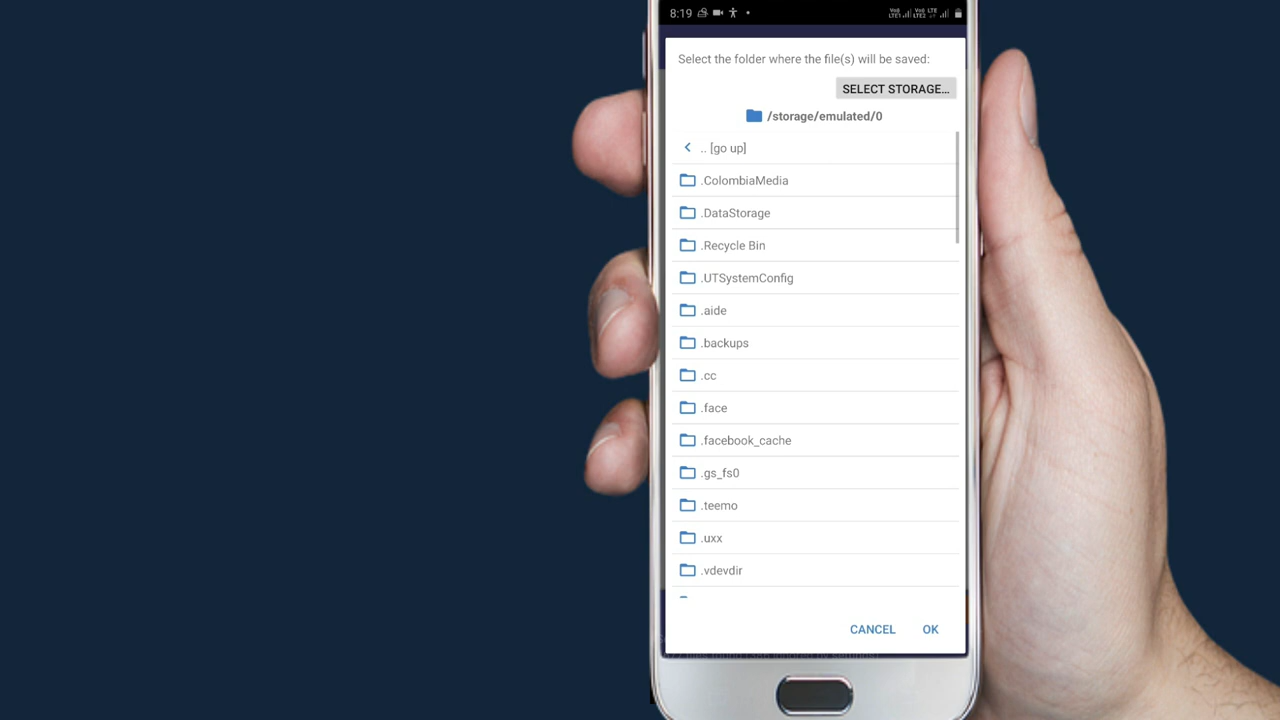 8:19
Select the folder where the file(s) will be saved:
SELECT STORAGE...
/storage/emulated/0
.. [go up]
.ColombiaMedia
.DataStorage
.Recycle Bin
.UTSystemConfig
.aide
.backups
.cc
.face
.facebook_cache
.gs_fs0
.teemo
.uxx
.vdevdir
CANCEL OK